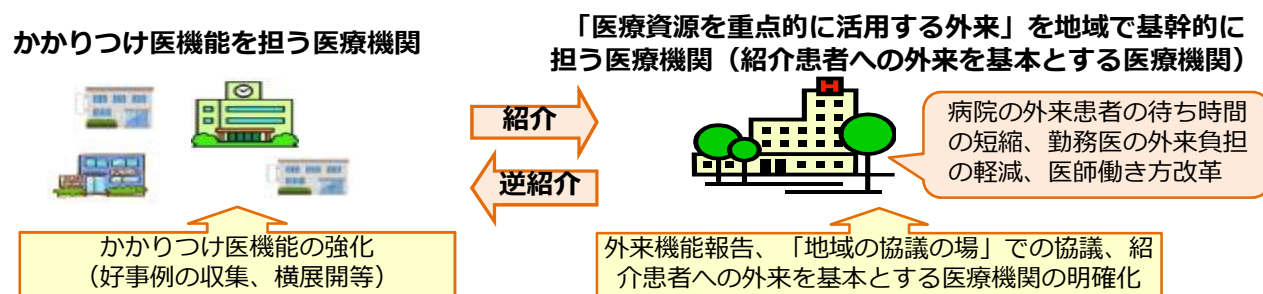 かかりつけ医機能を担う医療機関
「医療資源を重点的に活用する外来」を地域で基幹的に
担う医療機関（紹介患者への外来を基本とする医療機関）
紹介
逆紹介
H
病院の外来患者の待ち時間
の短縮、勤務医の外来負担
の軽減、医師働き方改革
かかりつけ医機能の強化
（好事例の収集、横展開等）
外来機能報告、「地域の協議の場」での協議、紹
介患者への外来を基本とする医療機関の明確化